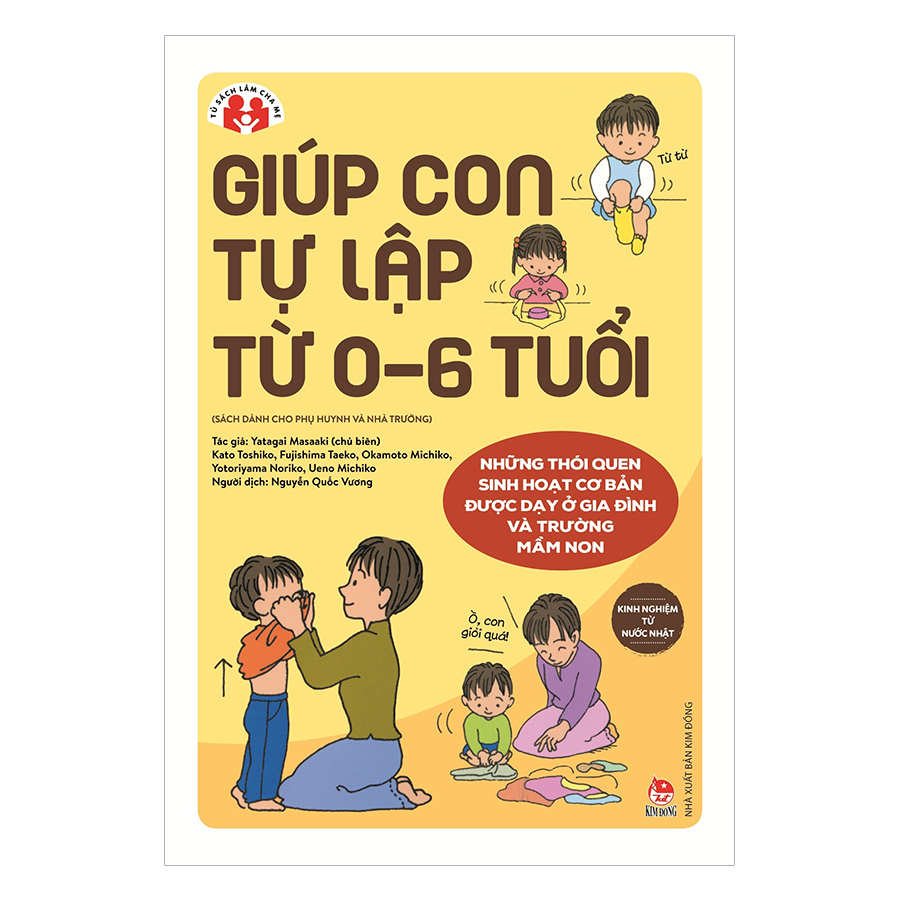 TỦ SÁCH LÀM CHA MẸ
GIÚP CON
Từ từ
TỰ LẬP
TỪ 0-6 TUỔI
(SÁCH DÀNH CHO PHỤ HUYNH VÀ NHÀ TRƯỜNG)
Tác giả: Yatagai Masaaki (chủ biên)
Kato Toshiko, Fujishima Taeko, Okamoto Michiko,
Yotoriyama Noriko, Ueno Michiko
Người dịch: Nguyễn Quốc Vương
NHỮNG THÓI QUEN
SINH HOẠT CƠ BẢN
ĐƯỢC DẠY Ở GIA ĐÌNH
VÀ TRƯỜNG
MẦM NON
KINH NGHIỆM
TỪ
NƯỚC NHẬT
Ồ, con
giỏi quá!
KIM ĐỒNG
NHÀ XUẤT BẢN KIM ĐỒNG